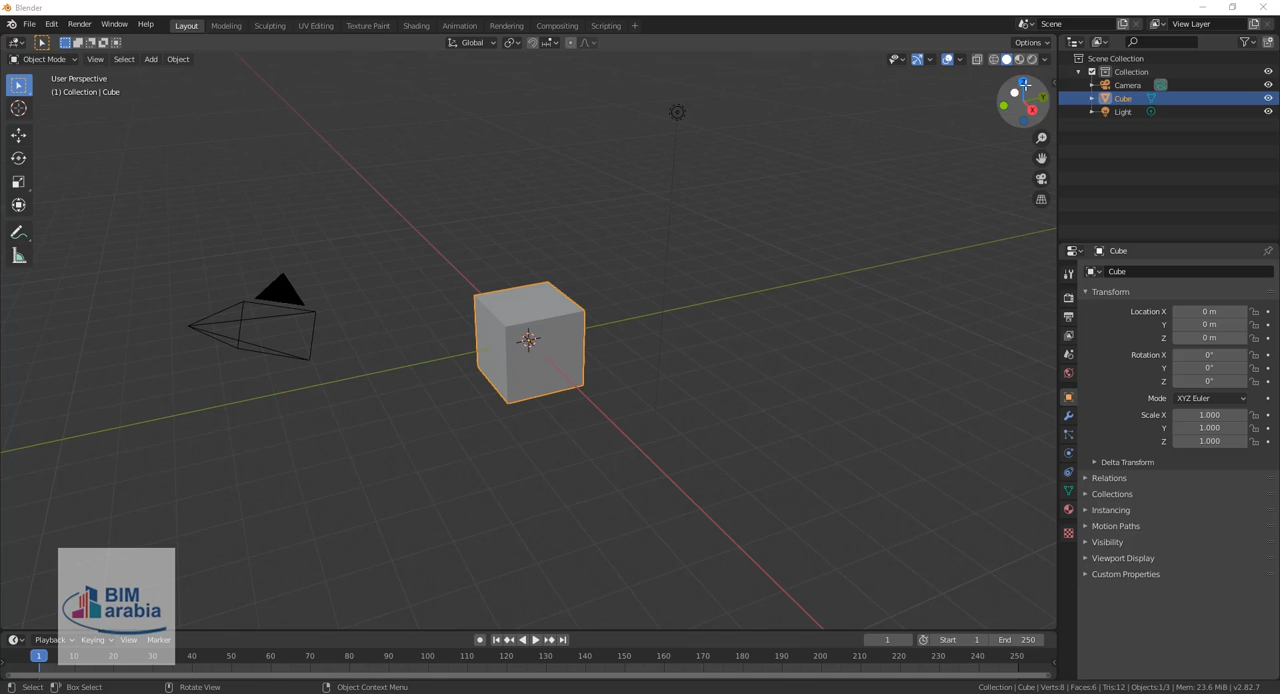 Blender
File Edit Render Window Help Layout Modeling Sculpting UV Editing Texture Paint Shading Animation Rendering Compositing Scripting + Scene View Layer
Global Options
Object Mode View Select Add Object
User Perspective
(1) Collection | Cube
Z
Y
X
Scene Collection
Collection
Camera
Cube
Light
Cube
Cube
Transform
Location X 0 m
Y 0 m
Z 0 m
Rotation X 0°
Y 0°
Z 0°
Mode XYZ Euler
Scale X 1.000
Y 1.000
Z 1.000
Delta Transform
Relations
Collections
Instancing
Motion Paths
Visibility
Viewport Display
Custom Properties
BIM
arabia
Playback Keying View Marker 1 Start 1 End 250
1 10 20 30 40 50 60 70 80 90 100 110 120 130 140 150 160 170 180 190 200 210 220 230 240 250
Select Box Select Rotate View Object Context Menu Collection | Cube | Verts:8 | Faces:6 | Tris:12 | Objects:1/3 | Mem: 23.6 MiB | v2.82.7